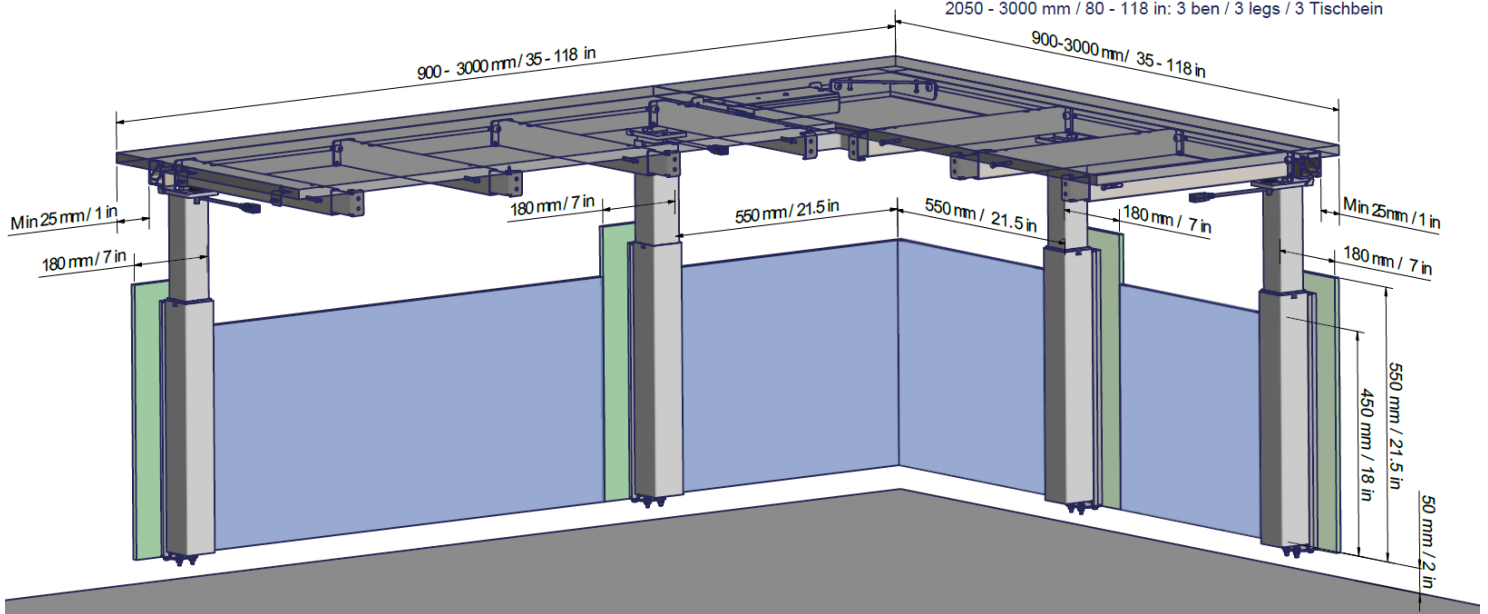 2050 - 3000 mm / 80 - 118 in: 3 ben / 3 legs / 3 Tischbein
900 - 3000 mm / 35 - 118 in
900-3000 mm/ 35 -118 in
Min 25 mm / 1 in
180 mm / 7 in
550 mm / 21.5 in
550 mm / 21.5 in
180 mm / 7 in
Min 25mm / 1 in
180 mm / 7 in
180 mm / 7 in
550 mm / 21.5 in
450 mm / 18 in
50 mm / 2 in